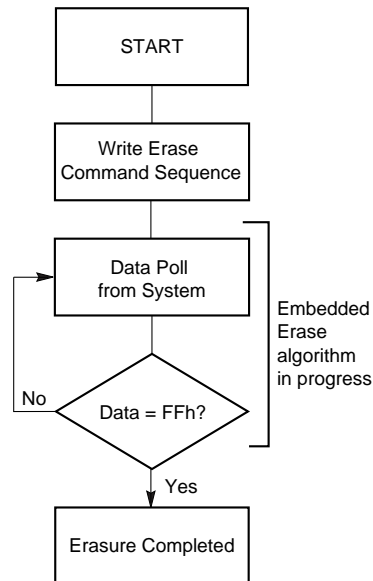 START
Write Erase
Command Sequence
Data Poll
from System
Embedded
Erase
algorithm
in progress
No
Data = FFh?
Yes
Erasure Completed